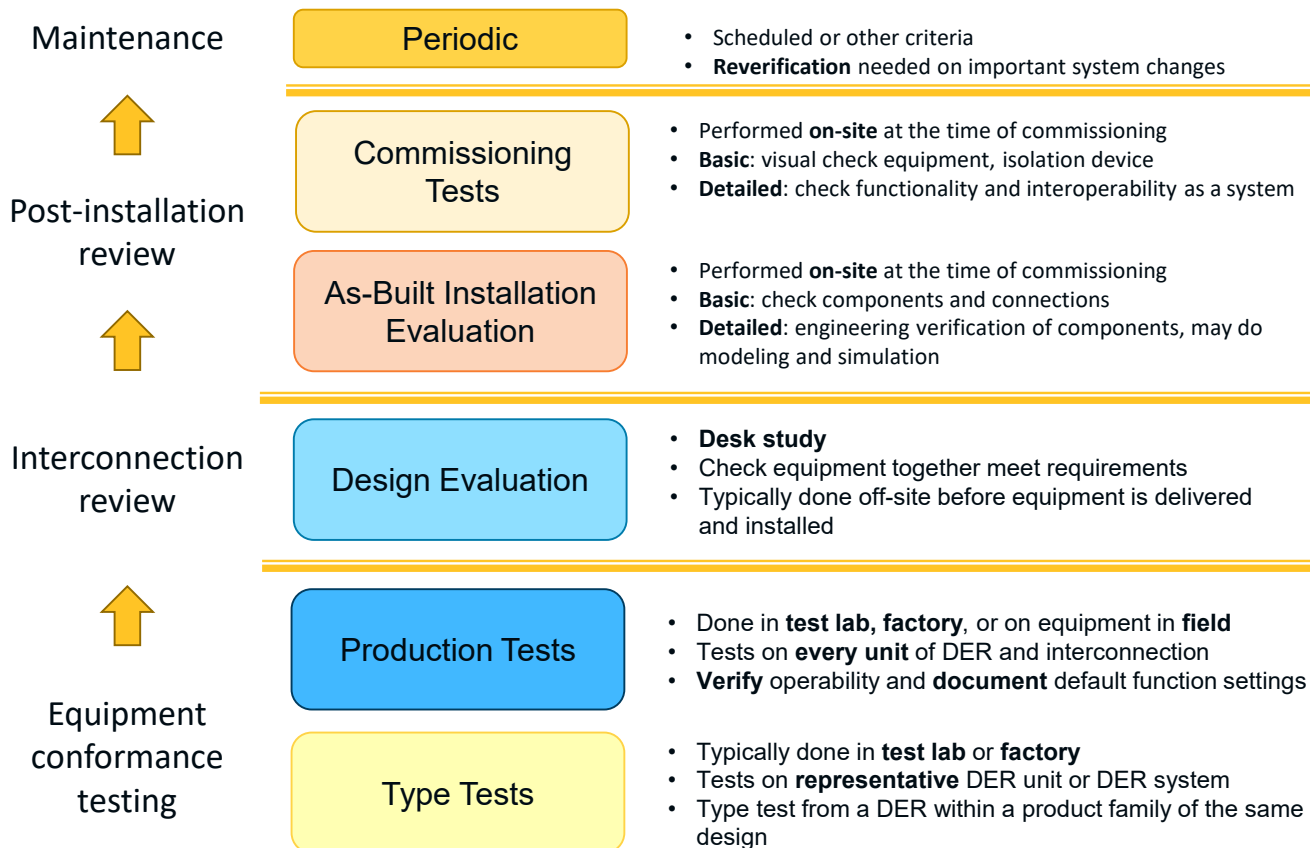 Maintenance
Periodic
• Scheduled or other criteria
• Reverification needed on important system changes
Post-installation
review
Commissioning
Tests
• Performed on-site at the time of commissioning
• Basic: visual check equipment, isolation device
• Detailed: check functionality and interoperability as a system
As-Built Installation
Evaluation
• Performed on-site at the time of commissioning
• Basic: check components and connections
• Detailed: engineering verification of components, may do
modeling and simulation
Interconnection
review
Design Evaluation
• Desk study
• Check equipment together meet requirements
• Typically done off-site before equipment is delivered
and installed
Equipment
conformance
testing
Production Tests
• Done in test lab, factory, or on equipment in field
• Tests on every unit of DER and interconnection
• Verify operability and document default function settings
Type Tests
• Typically done in test lab or factory
• Tests on representative DER unit or DER system
• Type test from a DER within a product family of the same
design